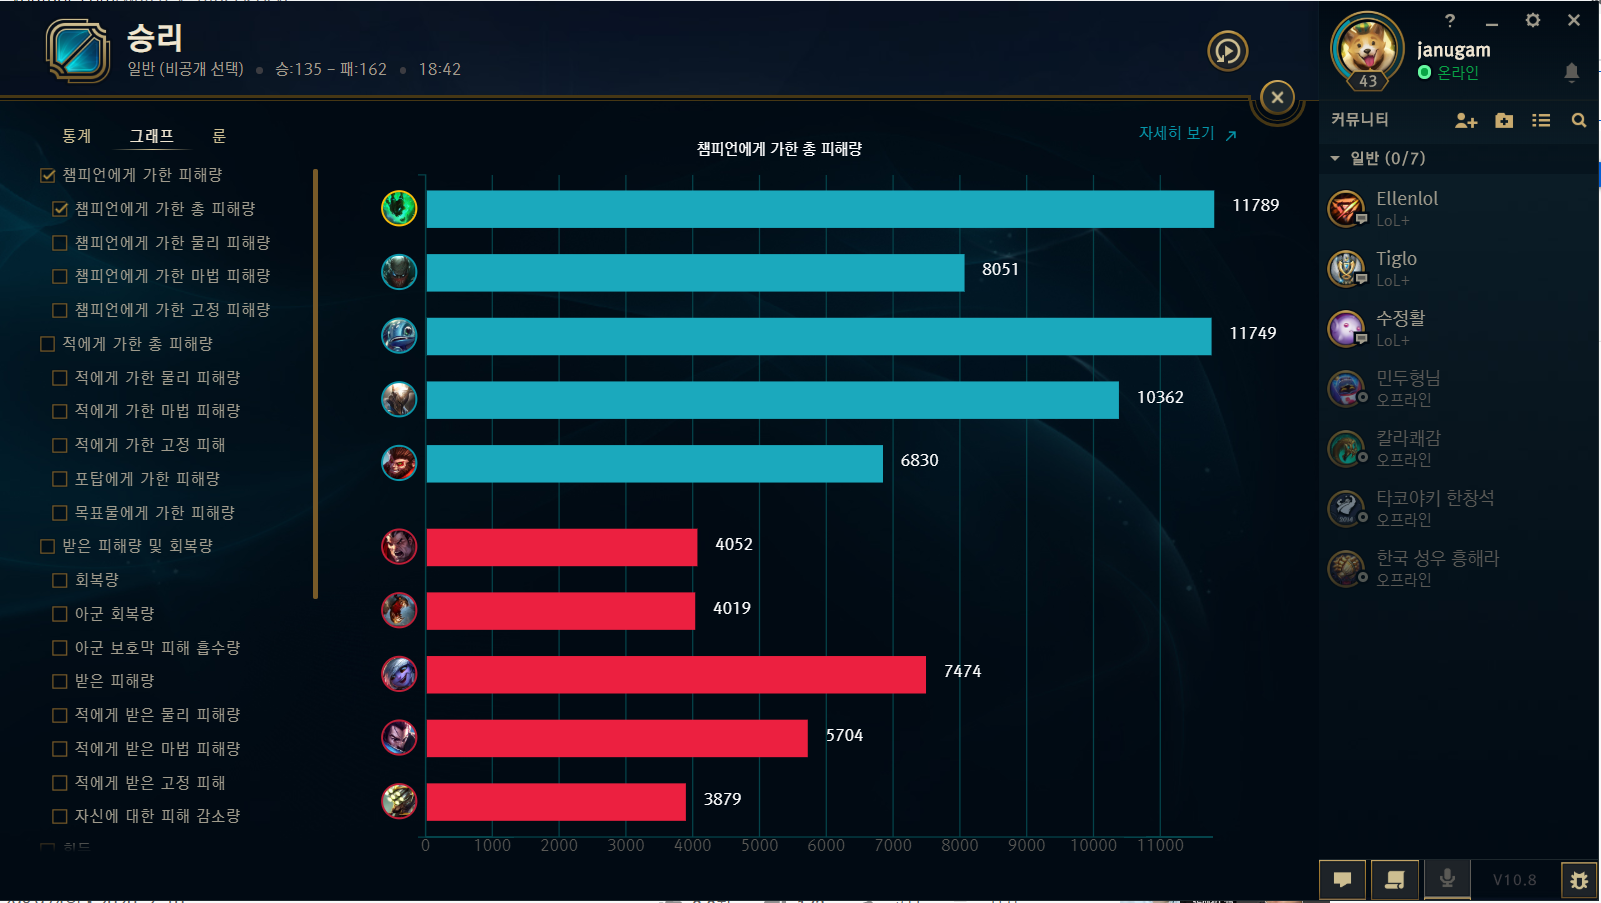 승리
일반 (비공개 선택) ● 승:135 - 패:162 ● 18:42
통계 그래프 룬
자세히 보기
챔피언에게 가한 총 피해량
챔피언에게 가한 피해량
챔피언에게 가한 총 피해량
챔피언에게 가한 물리 피해량
챔피언에게 가한 마법 피해량
챔피언에게 가한 고정 피해량
적에게 가한 총 피해량
적에게 가한 물리 피해량
적에게 가한 마법 피해량
적에게 가한 고정 피해
포탑에게 가한 피해량
목표물에게 가한 피해량
받은 피해량 및 회복량
회복량
아군 회복량
아군 보호막 피해 흡수량
받은 피해량
적에게 받은 물리 피해량
적에게 받은 마법 피해량
적에게 받은 고정 피해
자신에 대한 피해 감소량
11789
8051
11749
10362
6830
4052
4019
7474
5704
3879
0 1000 2000 3000 4000 5000 6000 7000 8000 9000 10000 11000
?
janugam
43
온라인
커뮤니티
일반 (0/7)
Ellenlol
LoL+
Tiglo
LoL+
수정활
LoL+
민두형님
오프라인
칼라쾌감
오프라인
타코야키 한창석
오프라인
한국 성우 흥해라
오프라인
V10.8